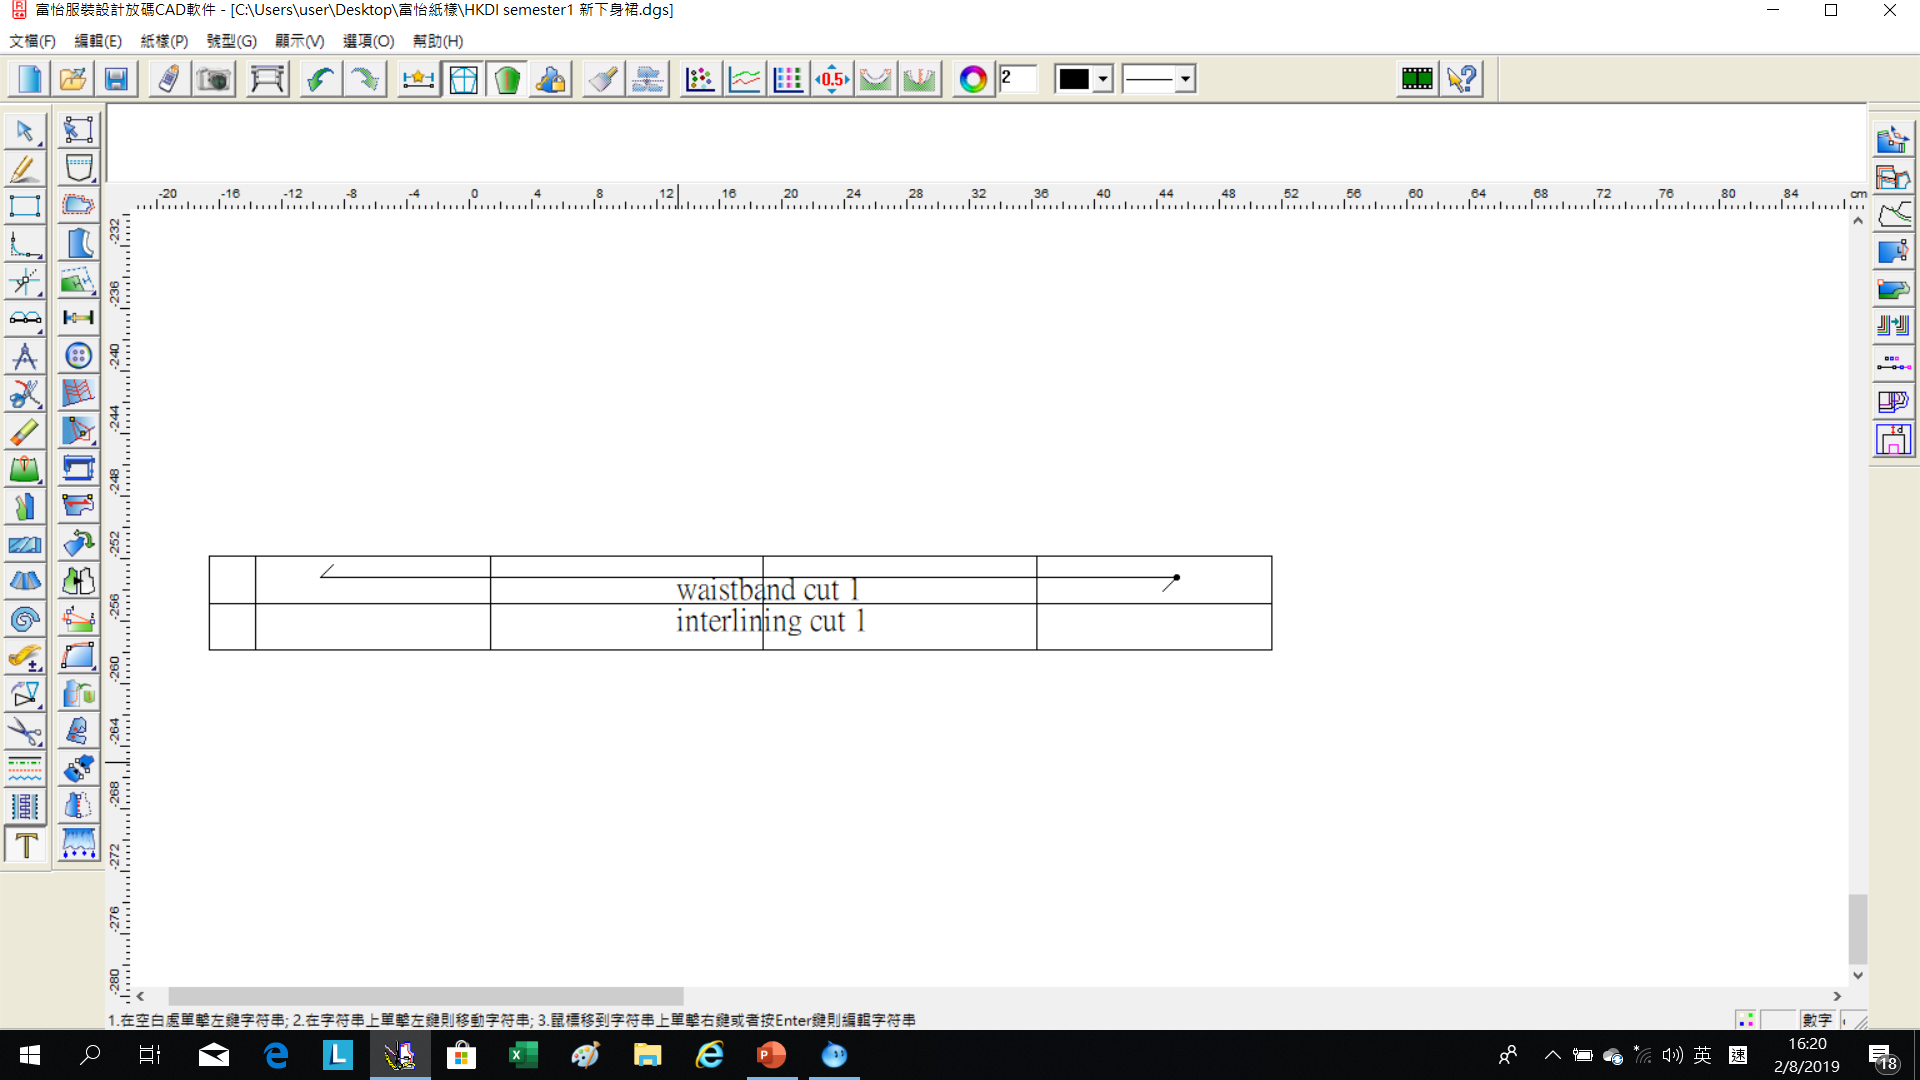 富怡服裝設計放碼CAD軟件 - [C:\Users\user\Desktop\富怡紙樣\HKDI semester1 新下身裙.dgs]
文檔(F) 編輯(E) 紙樣(P) 號型(G) 顯示(V) 選項(O) 幫助(H)
0.5 2
-20 -16 -12 -8 -4 0 4 8 12 16 20 24 28 32 36 40 44 48 52 56 60 64 68 72 76 80 84 cm
-232
-236
-240
-244
-248
-252
-256
-260
-264
-268
-272
-276
-280
waistband cut 1
interlining cut 1
1.在空白處單擊左鍵字符串; 2.在字符串上單擊左鍵則移動字符串; 3.鼠標移到字符串上單擊右鍵或者按Enter鍵則編輯字符串
數字
英 速
16:20
2/8/2019
18